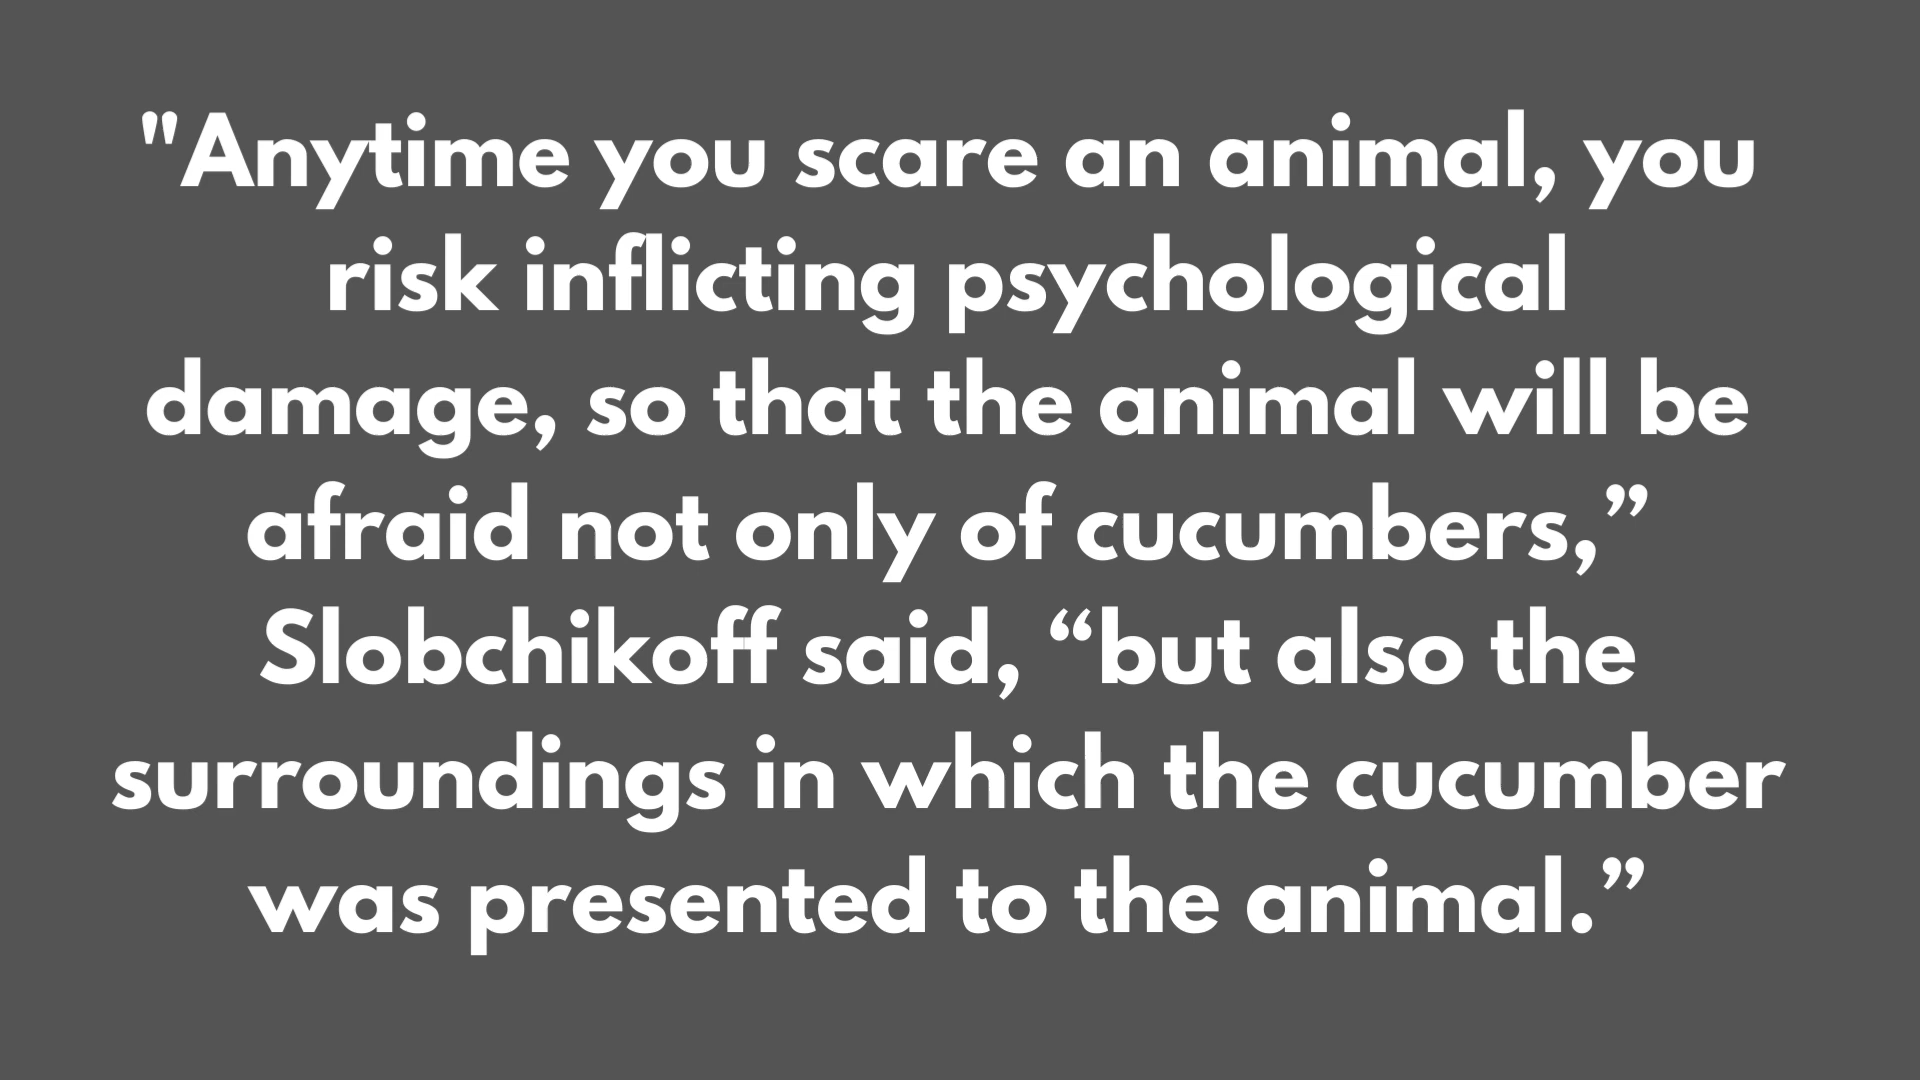 "Anytime you scare an animal, you
risk inflicting psychological
damage, so that the animal will be
afraid not only of cucumbers,”
Slobchikoff said, “but also the
surroundings in which the cucumber
was presented to the animal.”